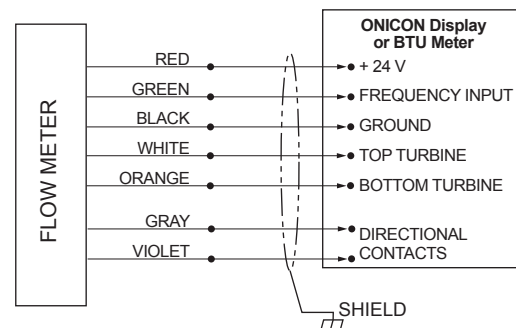 ONICON Display
or BTU Meter
FLOW METER
RED
+ 24 V
GREEN
FREQUENCY INPUT
BLACK
GROUND
WHITE
TOP TURBINE
ORANGE
BOTTOM TURBINE
GRAY
DIRECTIONAL
VIOLET
CONTACTS
SHIELD